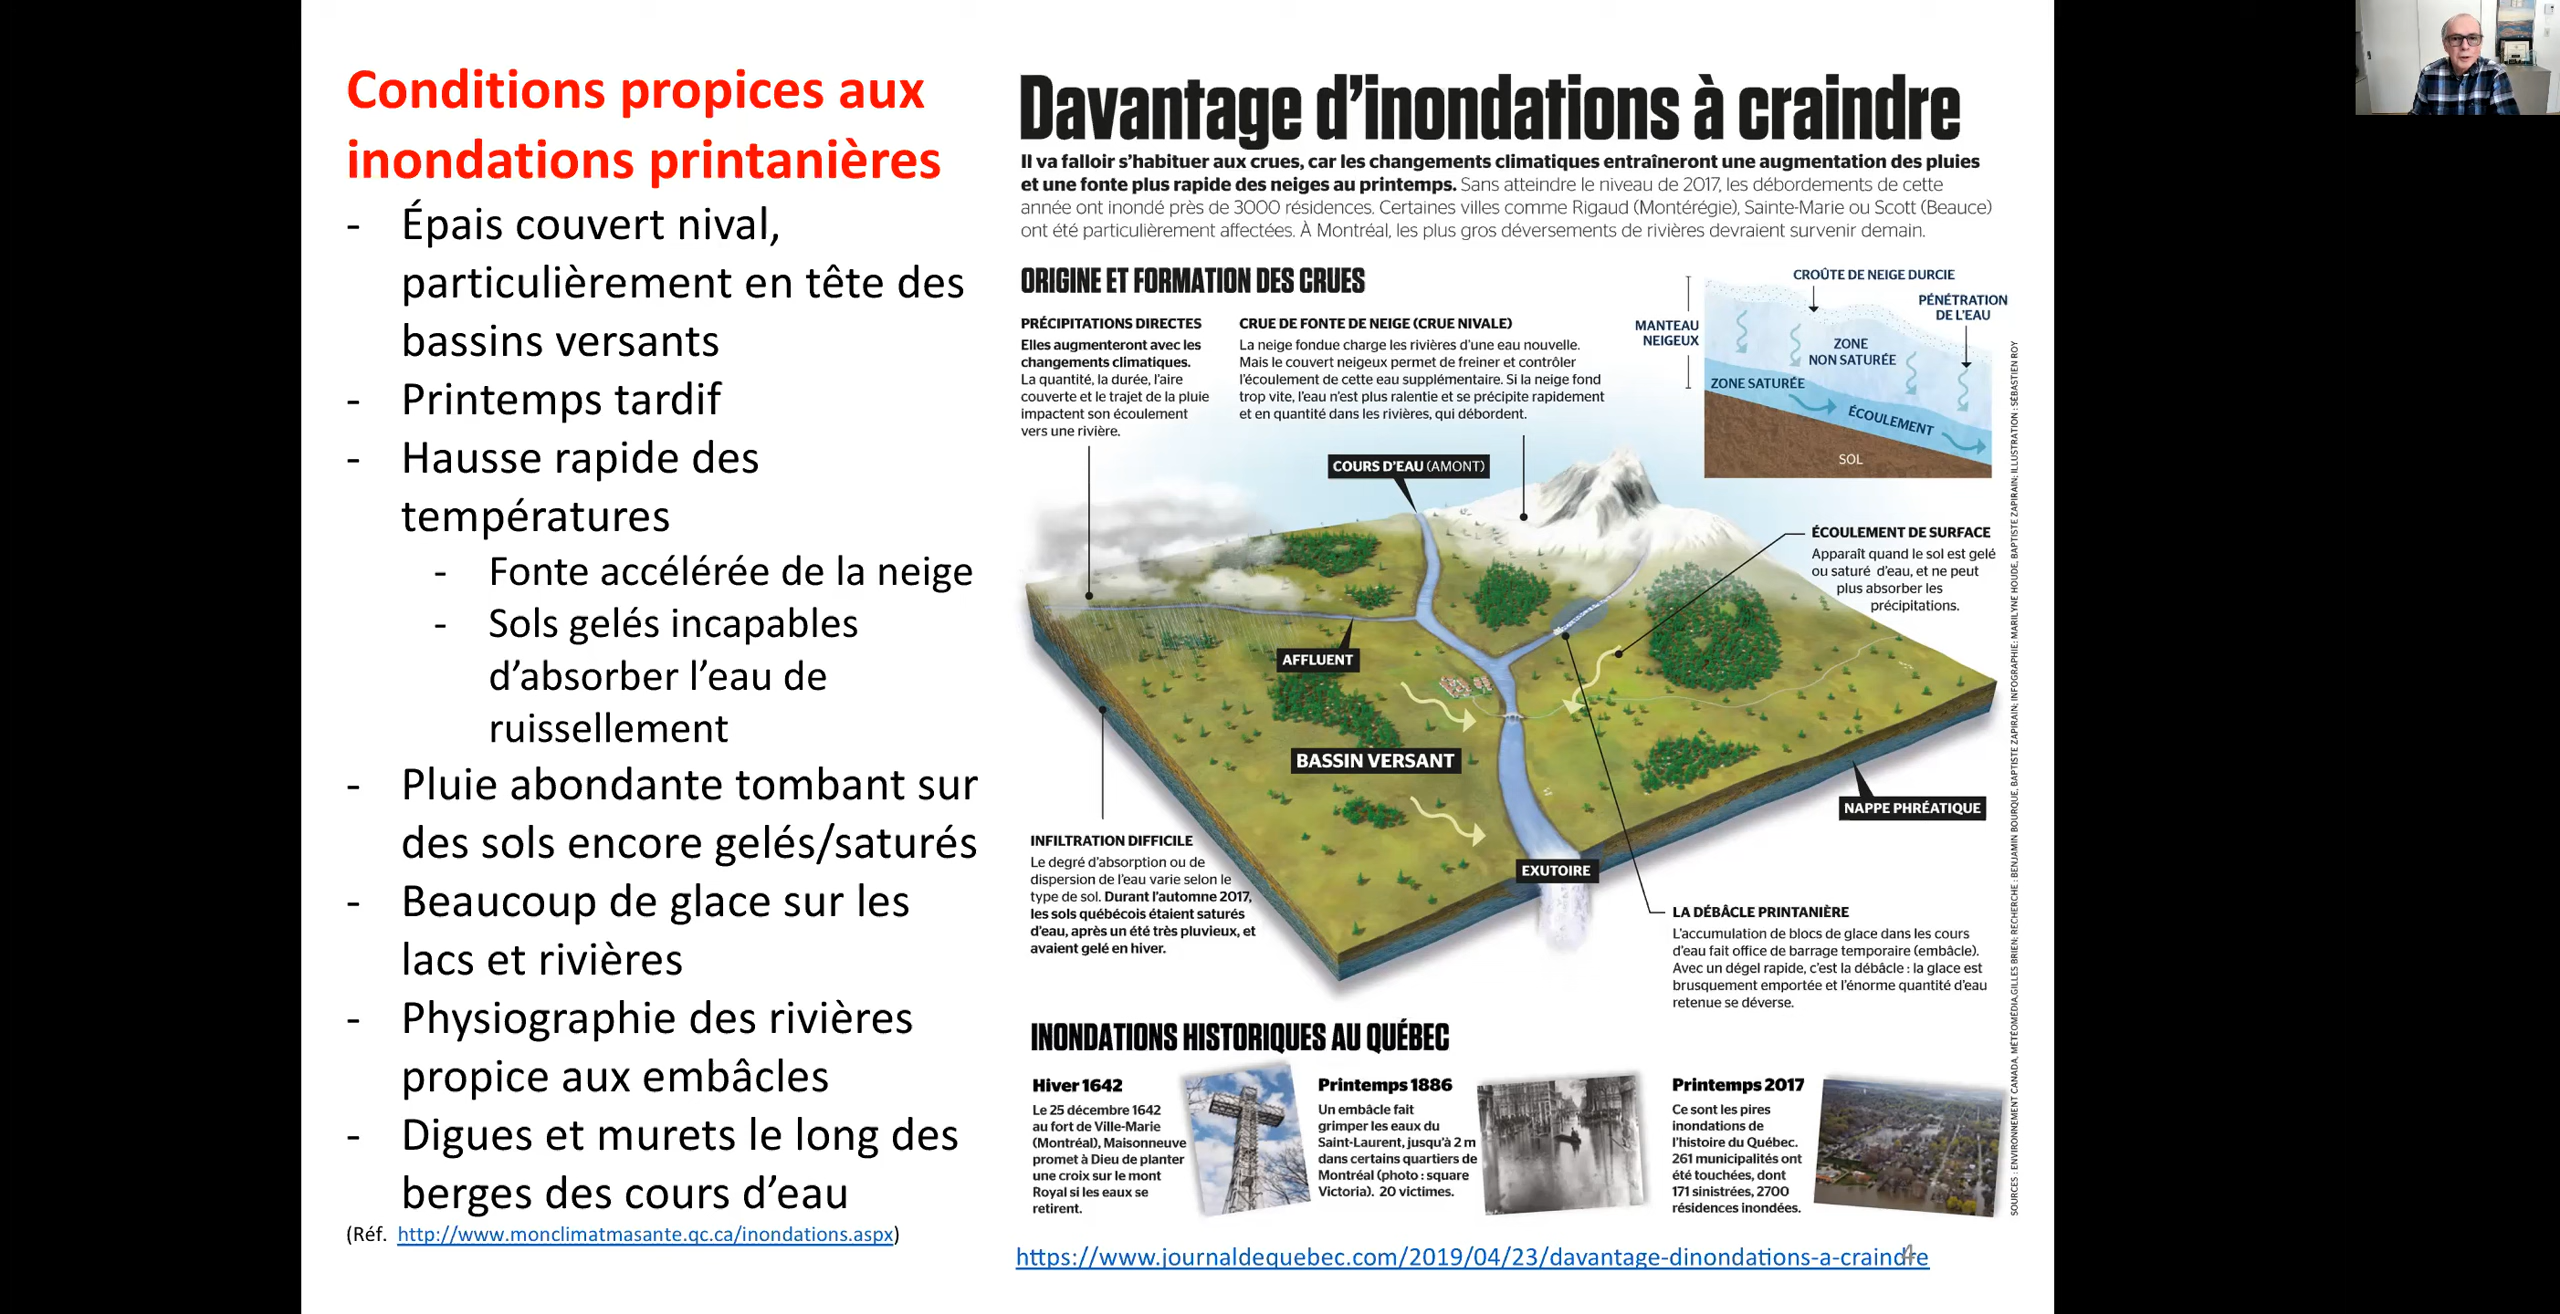 Conditions propices aux
inondations printanières
- Épais couvert nival,
particulièrement en tête des
bassins versants
- Printemps tardif
- Hausse rapide des
températures
- Fonte accélérée de la neige
- Sols gelés incapables
d’absorber l’eau de
ruissellement
- Pluie abondante tombant sur
des sols encore gelés/saturés
- Beaucoup de glace sur les
lacs et rivières
- Physiographie des rivières
propice aux embâcles
- Digues et murets le long des
berges des cours d’eau
(Réf. http://www.monclimatmasante.qc.ca/inondations.aspx)
Davantage d’inondations à craindre
Il va falloir s’habituer aux crues, car les changements climatiques entraîneront une augmentation des pluies
et une fonte plus rapide des neiges au printemps. Sans atteindre le niveau de 2017, les débordements de cette
année ont inondé près de 3000 résidences. Certaines villes comme Rigaud (Montérégie), Sainte-Marie ou Scott (Beauce)
ont été particulièrement affectées. À Montréal, les plus gros déversements de rivières devraient survenir demain.
ORIGINE ET FORMATION DES CRUES
PRÉCIPITATIONS DIRECTES
Elles augmenteront avec les
changements climatiques.
La quantité, la durée, l’aire
couverte et le trajet de la pluie
impactent son écoulement
vers une rivière.
CRUE DE FONTE DE NEIGE (CRUE NIVALE)
La neige fondue charge les rivières d’une eau nouvelle.
Mais le couvert neigeux permet de freiner et contrôler
l’écoulement de cette eau supplémentaire. Si la neige fond
trop vite, l’eau n’est plus ralentie et se précipite rapidement
et en quantité dans les rivières, qui débordent.
CROÛTE DE NEIGE DURCIE
PÉNÉTRATION
DE L’EAU
MANTEAU
NEIGEUX
ZONE
NON SATURÉE
ZONE SATURÉE
ÉCOULEMENT
SOL
COURS D’EAU (AMONT)
ÉCOULEMENT DE SURFACE
Apparaît quand le sol est gelé
ou saturé d’eau, et ne peut
plus absorber les
précipitations.
AFFLUENT
BASSIN VERSANT
NAPPE PHRÉATIQUE
EXUTOIRE
INFILTRATION DIFFICILE
Le degré d’absorption ou de
dispersion de l’eau varie selon le
type de sol. Durant l’automne 2017,
les sols québécois étaient saturés
d’eau, après un été très pluvieux, et
avaient gelé en hiver.
LA DÉBÂCLE PRINTANIÈRE
L’accumulation de blocs de glace dans les cours
d’eau fait office de barrage temporaire (embâcle).
Avec un dégel rapide, c’est la débâcle : la glace est
brusquement emportée et l’énorme quantité d’eau
retenue se déverse.
INONDATIONS HISTORIQUES AU QUÉBEC
Hiver 1642
Le 25 décembre 1642
au fort de Ville-Marie
(Montréal), Maisonneuve
promet à Dieu de planter
une croix sur le mont
Royal si les eaux se
retirent.
Printemps 1886
Un embâcle fait
grimper les eaux du
Saint-Laurent, jusqu’à 2 m
dans certains quartiers de
Montréal (photo : square
Victoria). 20 victimes.
Printemps 2017
Ce sont les pires
inondations de
l’histoire du Québec.
261 municipalités ont
été touchées, dont
171 sinistrées, 2700
résidences inondées.
SOURCES : ENVIRONNEMENT CANADA, MÉTÉOMÉDIA,GILLES BRIEN; RECHERCHE : BENJAMIN BOURQUE, BAPTISTE ZAPIRAIN; INFOGRAPHIE : MARILYNE HOUDE, BAPTISTE ZAPIRAIN; ILLUSTRATION : SÉBASTIEN ROY
https://www.journaldequebec.com/2019/04/23/davantage-dinondations-a-craindre
4